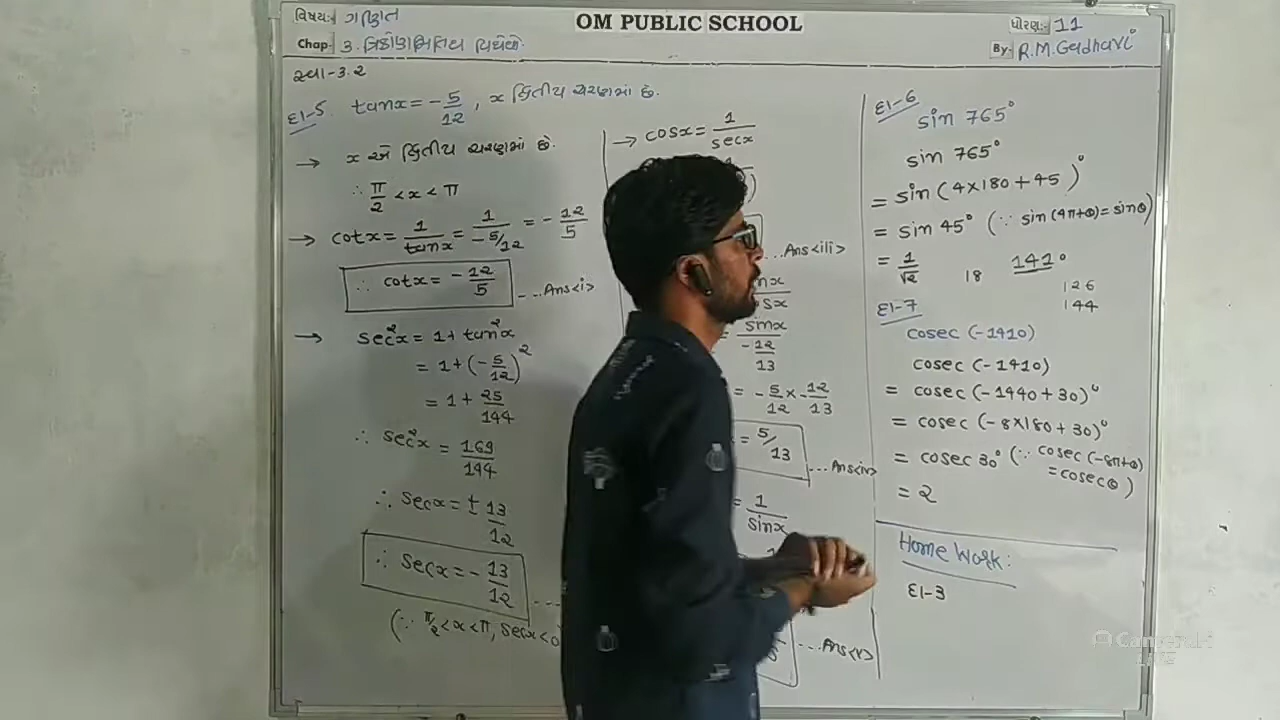 વિષય:- ગણિત
OM PUBLIC SCHOOL
ધોરણ:- 11
Chap- 3. ત્રિકોણમિતિય વિધેયો.
By:- R.M.Gadhavi
સ્વા-3.2
દા-5. tanx = -5/12, x દ્વિતીય ચરણમાં છે.
→ x એ દ્વિતીય ચરણમાં છે.
∴ π/2 < x < π
→ cotx = 1/tanx = 1/-5/12 = -12/5
∴ cotx = -12/5 ...Ans<i>
→ sec²x = 1 + tan²x
= 1 + (-5/12)²
= 1 + 25/144
∴ sec²x = 169/144
∴ secx = ± 13/12
∴ secx = -13/12 ...
(∵ π/2 < x < π, secx < 0
→ cosx = 1/secx
...Ans<iii>
sinx
-12/13
= -5/12 × -12/13
= 5/13 ...Ans<iv>
= 1/sinx
...Ans<v>
દા-6
sin 765°
sin 765°
= sin (4×180+45)°
= sin 45° (∵ sin(4π+θ) = sinθ)
= 1/√2
18
141°
126
144
દા-7
cosec (-1410)
cosec (-1410)
= cosec (-1440+30)°
= cosec (-8×180+30)°
= cosec 30° (∵ cosec (-8π+θ)
= cosec θ)
= 2
Home Work:
દા-3